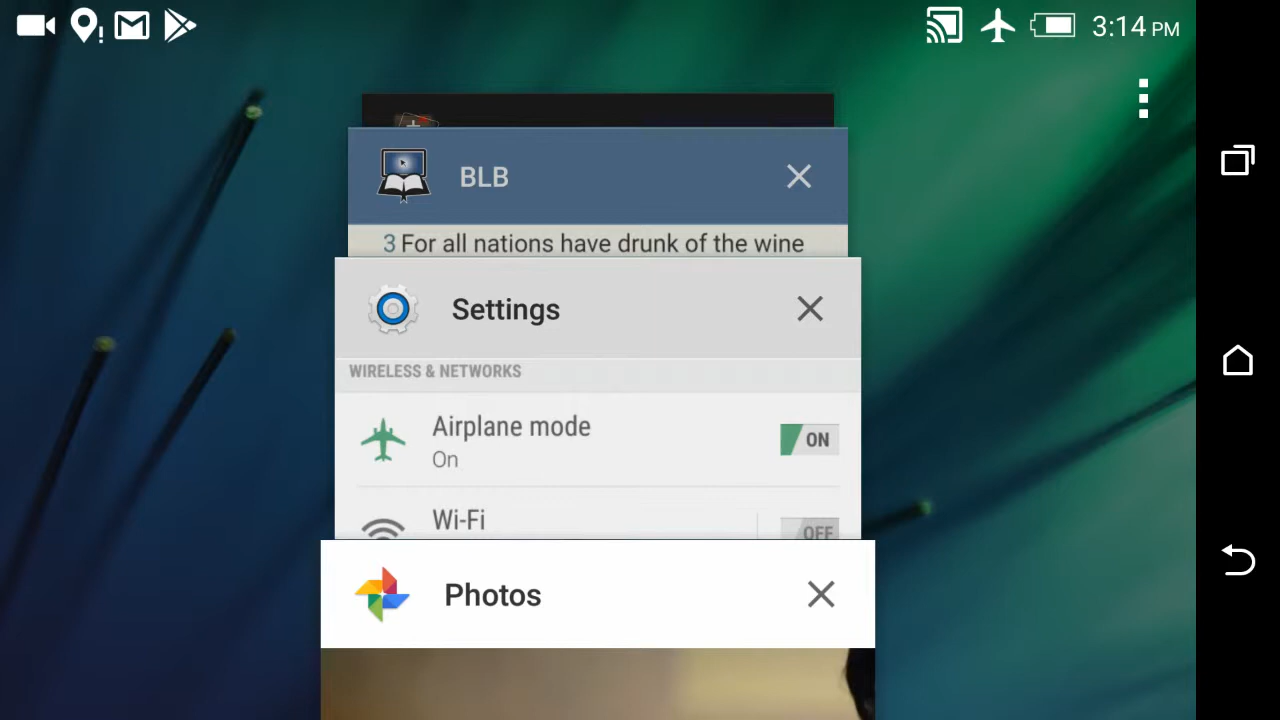 3:14 PM
BLB
3 For all nations have drunk of the wine
Settings
WIRELESS & NETWORKS
Airplane mode
ON
On
Wi-Fi
OFF
Photos